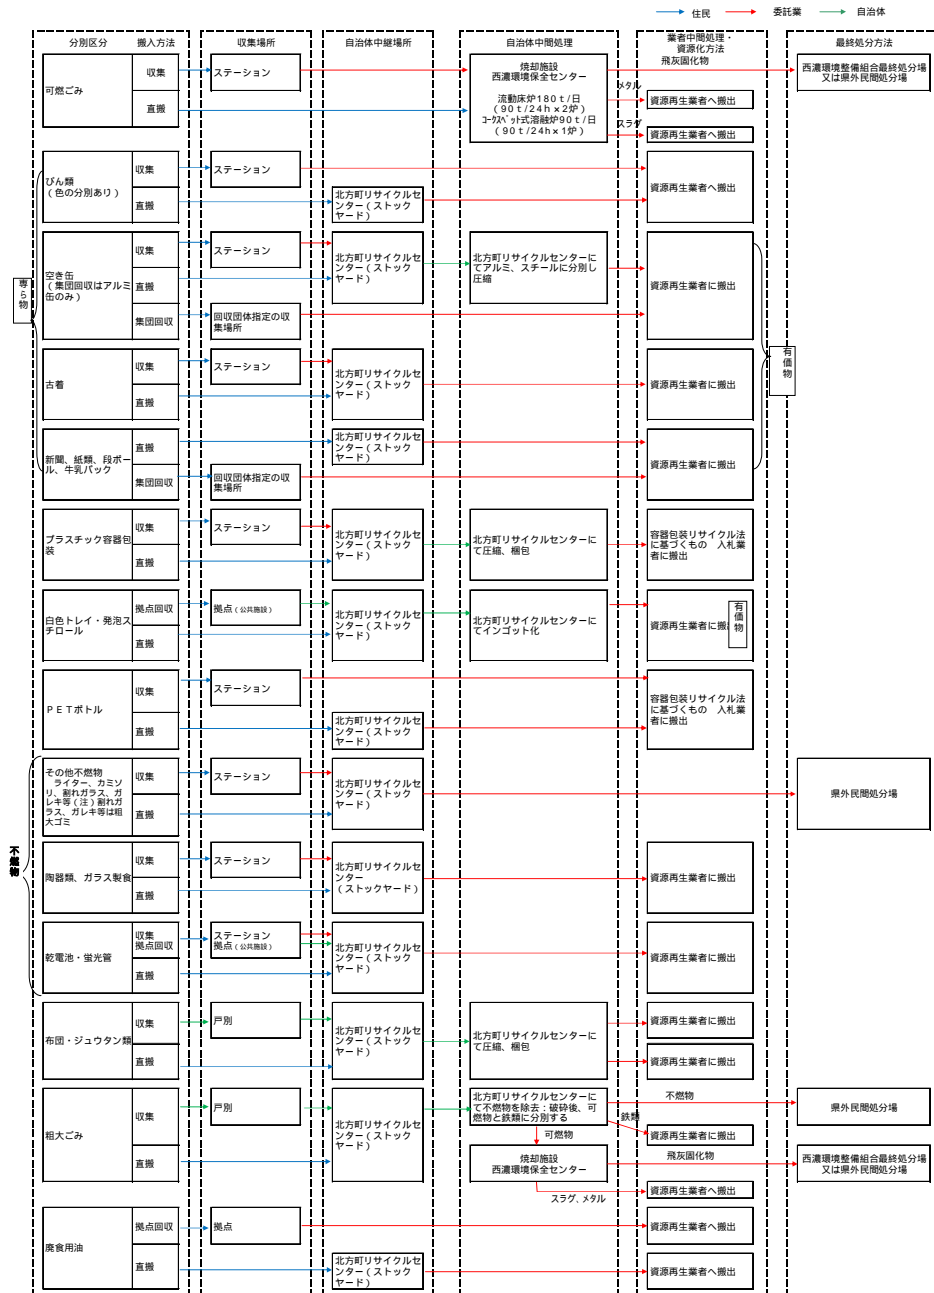 住民
委託業
自治体
分別区分
搬入方法
収集場所
自治体中継場所
自治体中間処理
業者中間処理・
資源化方法
最終処分方法
可燃ごみ
収集
直搬
ステーション
焼却施設
西濃環境保全センター
流動床炉180t/日
(90t/24h×2炉)
コークスベット式溶融炉90t/日
(90t/24h×1炉)
飛灰固化物
メタル
資源再生業者へ搬出
スラグ
資源再生業者へ搬出
西濃環境整備組合最終処分場
又は県外民間処分場
専ら物
びん類
(色の分別あり)
収集
直搬
ステーション
北方町リサイクルセ
ンター(ストック
ヤード)
資源再生業者へ搬出
空き缶
(集団回収はアルミ
缶のみ)
収集
直搬
集団回収
ステーション
回収団体指定の収
集場所
北方町リサイクルセ
ンター(ストック
ヤード)
北方町リサイクルセンターに
てアルミ、スチールに分別し
圧縮
資源再生業者に搬出
有価物
古着
収集
直搬
ステーション
北方町リサイクルセ
ンター(ストック
ヤード)
資源再生業者に搬出
新聞、紙類、段ボー
ル、牛乳パック
直搬
集団回収
回収団体指定の収
集場所
北方町リサイクルセ
ンター(ストック
ヤード)
資源再生業者に搬出
プラスチック容器包
装
収集
直搬
ステーション
北方町リサイクルセ
ンター(ストック
ヤード)
北方町リサイクルセンターに
て圧縮、梱包
容器包装リサイクル法
に基づくもの 入札業
者に搬出
白色トレイ・発泡ス
チロール
拠点回収
直搬
拠点(公共施設)
北方町リサイクルセ
ンター(ストック
ヤード)
北方町リサイクルセンターに
てインゴット化
資源再生業者に搬
有価物
PETボトル
収集
直搬
ステーション
北方町リサイクルセ
ンター(ストック
ヤード)
容器包装リサイクル法
に基づくもの 入札業
者に搬出
不燃物
その他不燃物
ライター、カミソ
リ、割れガラス、ガ
レキ等(注)割れガ
ラス、ガレキ等は粗
大ゴミ
収集
直搬
ステーション
北方町リサイクルセ
ンター(ストック
ヤード)
県外民間処分場
陶器類、ガラス製食
収集
直搬
ステーション
北方町リサイクルセ
ンター
(ストックヤード)
資源再生業者に搬出
乾電池・蛍光管
収集
拠点回収
直搬
ステーション
拠点(公共施設)
北方町リサイクルセ
ンター(ストック
ヤード)
資源再生業者に搬出
布団・ジュウタン類
収集
直搬
戸別
北方町リサイクルセ
ンター(ストック
ヤード)
北方町リサイクルセンターに
て圧縮、梱包
資源再生業者に搬出
資源再生業者に搬出
粗大ごみ
収集
直搬
戸別
北方町リサイクルセ
ンター(ストック
ヤード)
北方町リサイクルセンターに
て不燃物を除去:破砕後、可
燃物と鉄類に分別する
不燃物
鉄類
県外民間処分場
資源再生業者に搬出
可燃物
焼却施設
西濃環境保全センター
飛灰固化物
西濃環境整備組合最終処分場
又は県外民間処分場
スラグ、メタル
資源再生業者へ搬出
廃食用油
拠点回収
直搬
拠点
北方町リサイクルセ
ンター(ストック
ヤード)
資源再生業者へ搬出
資源再生業者へ搬出